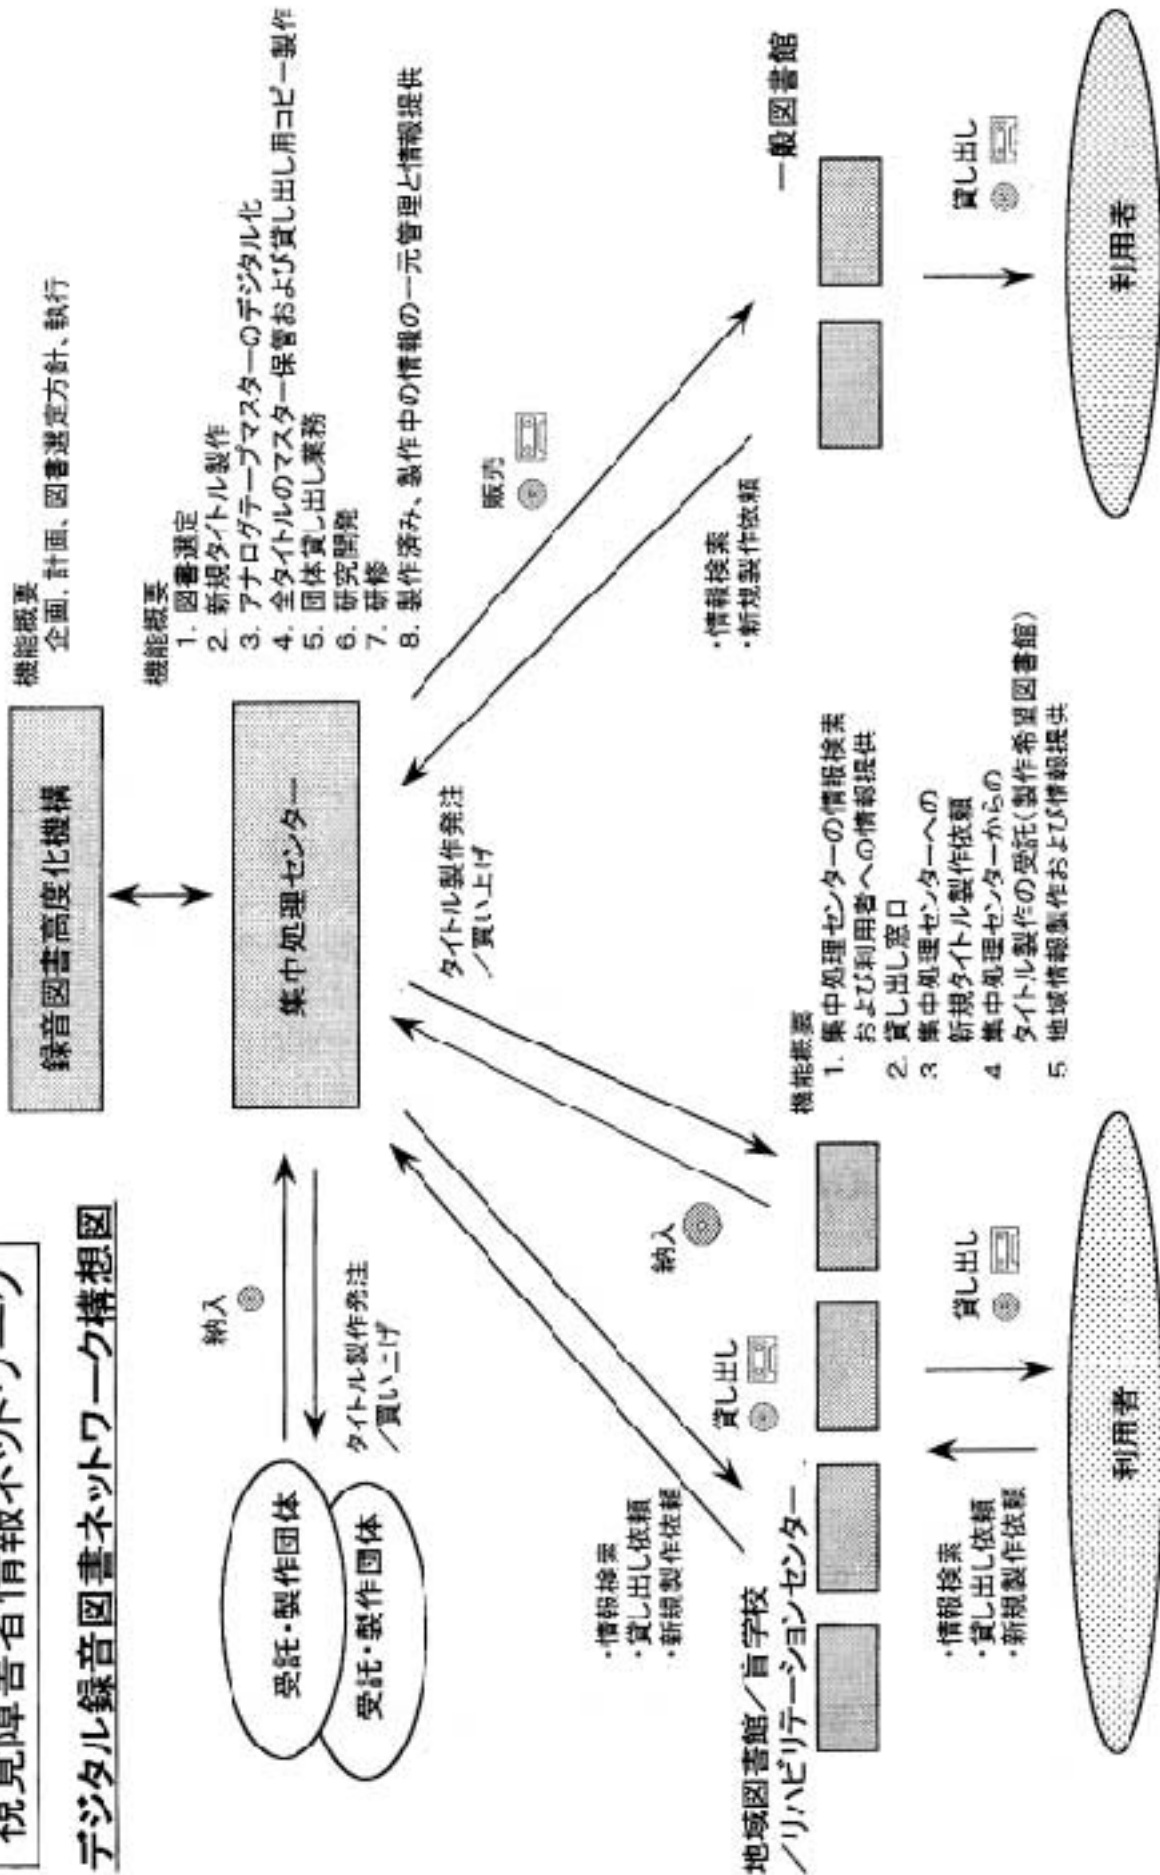 視覚障害者情報ネットワーク
デジタル録音図書ネットワーク構想図
録音図書高度化機構
機能概要
企画、計画、図書選定方針、執行
集中処理センター
機能概要
1. 図書選定
2. 新規タイトル製作
3. アナログテープマスターのデジタル化
4. 全タイトルのマスター保管および貸し出し用コピー製作
5. 団体貸し出し業務
6. 研究開発
7. 研修
8. 製作済み、製作中の情報の一元管理と情報提供
受託・製作団体
受託・製作団体
納入
タイトル製作発注
／買い上げ
タイトル製作発注
／買い上げ
販売
・情報検索
・貸し出し依頼
・新規製作依頼
貸し出し
納入
・情報検索
・新規製作依頼
地域図書館／盲学校
／リハビリテーションセンター
機能概要
1. 集中処理センターの情報検索
および利用者への情報提供
2. 貸し出し窓口
3 集中処理センターへの
新規タイトル製作依頼
4 集中処理センターからの
タイトル製作の受託(製作希望図書館)
5 地域情報製作および情報提供
一般図書館
・情報検索
・貸し出し依頼
・新規製作依頼
貸し出し
貸し出し
利用者
利用者